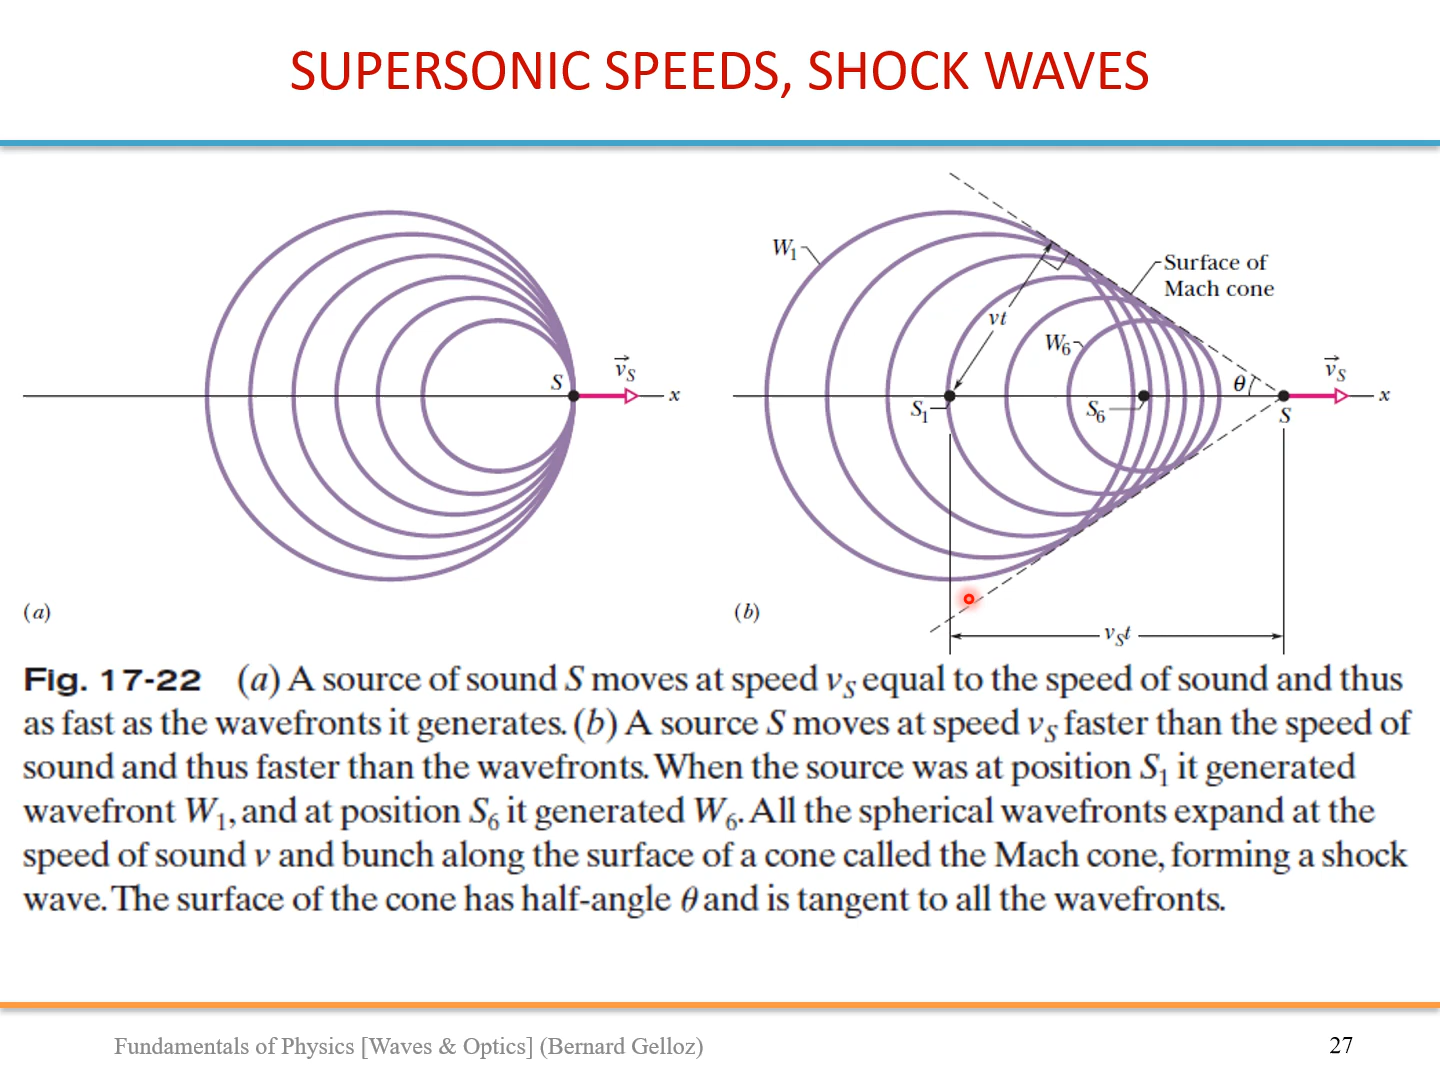 SUPERSONIC SPEEDS, SHOCK WAVES
W1
Surface of
Mach cone
vt
W6
S
vS
x
S1
S6
θ
S
vS
x
(a)
(b)
vSt
Fig. 17-22 (a) A source of sound S moves at speed vS equal to the speed of sound and thus
as fast as the wavefronts it generates. (b) A source S moves at speed vS faster than the speed of
sound and thus faster than the wavefronts. When the source was at position S1 it generated
wavefront W1, and at position S6 it generated W6. All the spherical wavefronts expand at the
speed of sound v and bunch along the surface of a cone called the Mach cone, forming a shock
wave. The surface of the cone has half-angle θ and is tangent to all the wavefronts.
Fundamentals of Physics [Waves & Optics] (Bernard Gelloz)
27